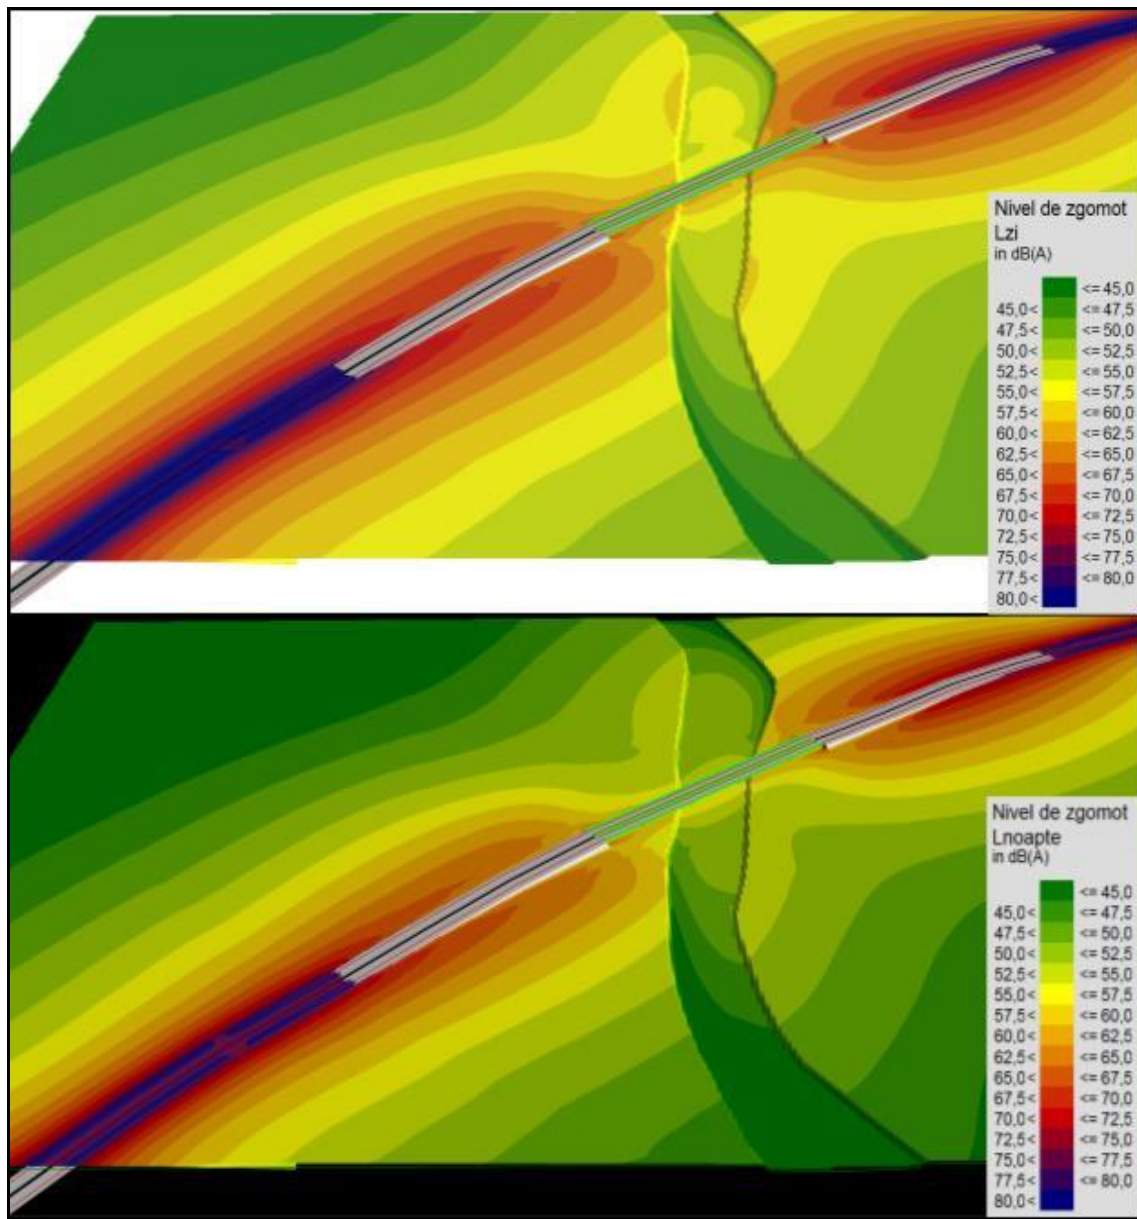 Nivel de zgomot
Lzi
in dB(A)
<= 45,0
45,0< <= 47,5
47,5< <= 50,0
50,0< <= 52,5
52,5< <= 55,0
55,0< <= 57,5
57,5< <= 60,0
60,0< <= 62,5
62,5< <= 65,0
65,0< <= 67,5
67,5< <= 70,0
70,0< <= 72,5
72,5< <= 75,0
75,0< <= 77,5
77,5< <= 80,0
80,0<
Nivel de zgomot
Lnoapte
in dB(A)
<= 45,0
45,0< <= 47,5
47,5< <= 50,0
50,0< <= 52,5
52,5< <= 55,0
55,0< <= 57,5
57,5< <= 60,0
60,0< <= 62,5
62,5< <= 65,0
65,0< <= 67,5
67,5< <= 70,0
70,0< <= 72,5
72,5< <= 75,0
75,0< <= 77,5
77,5< <= 80,0
80,0<